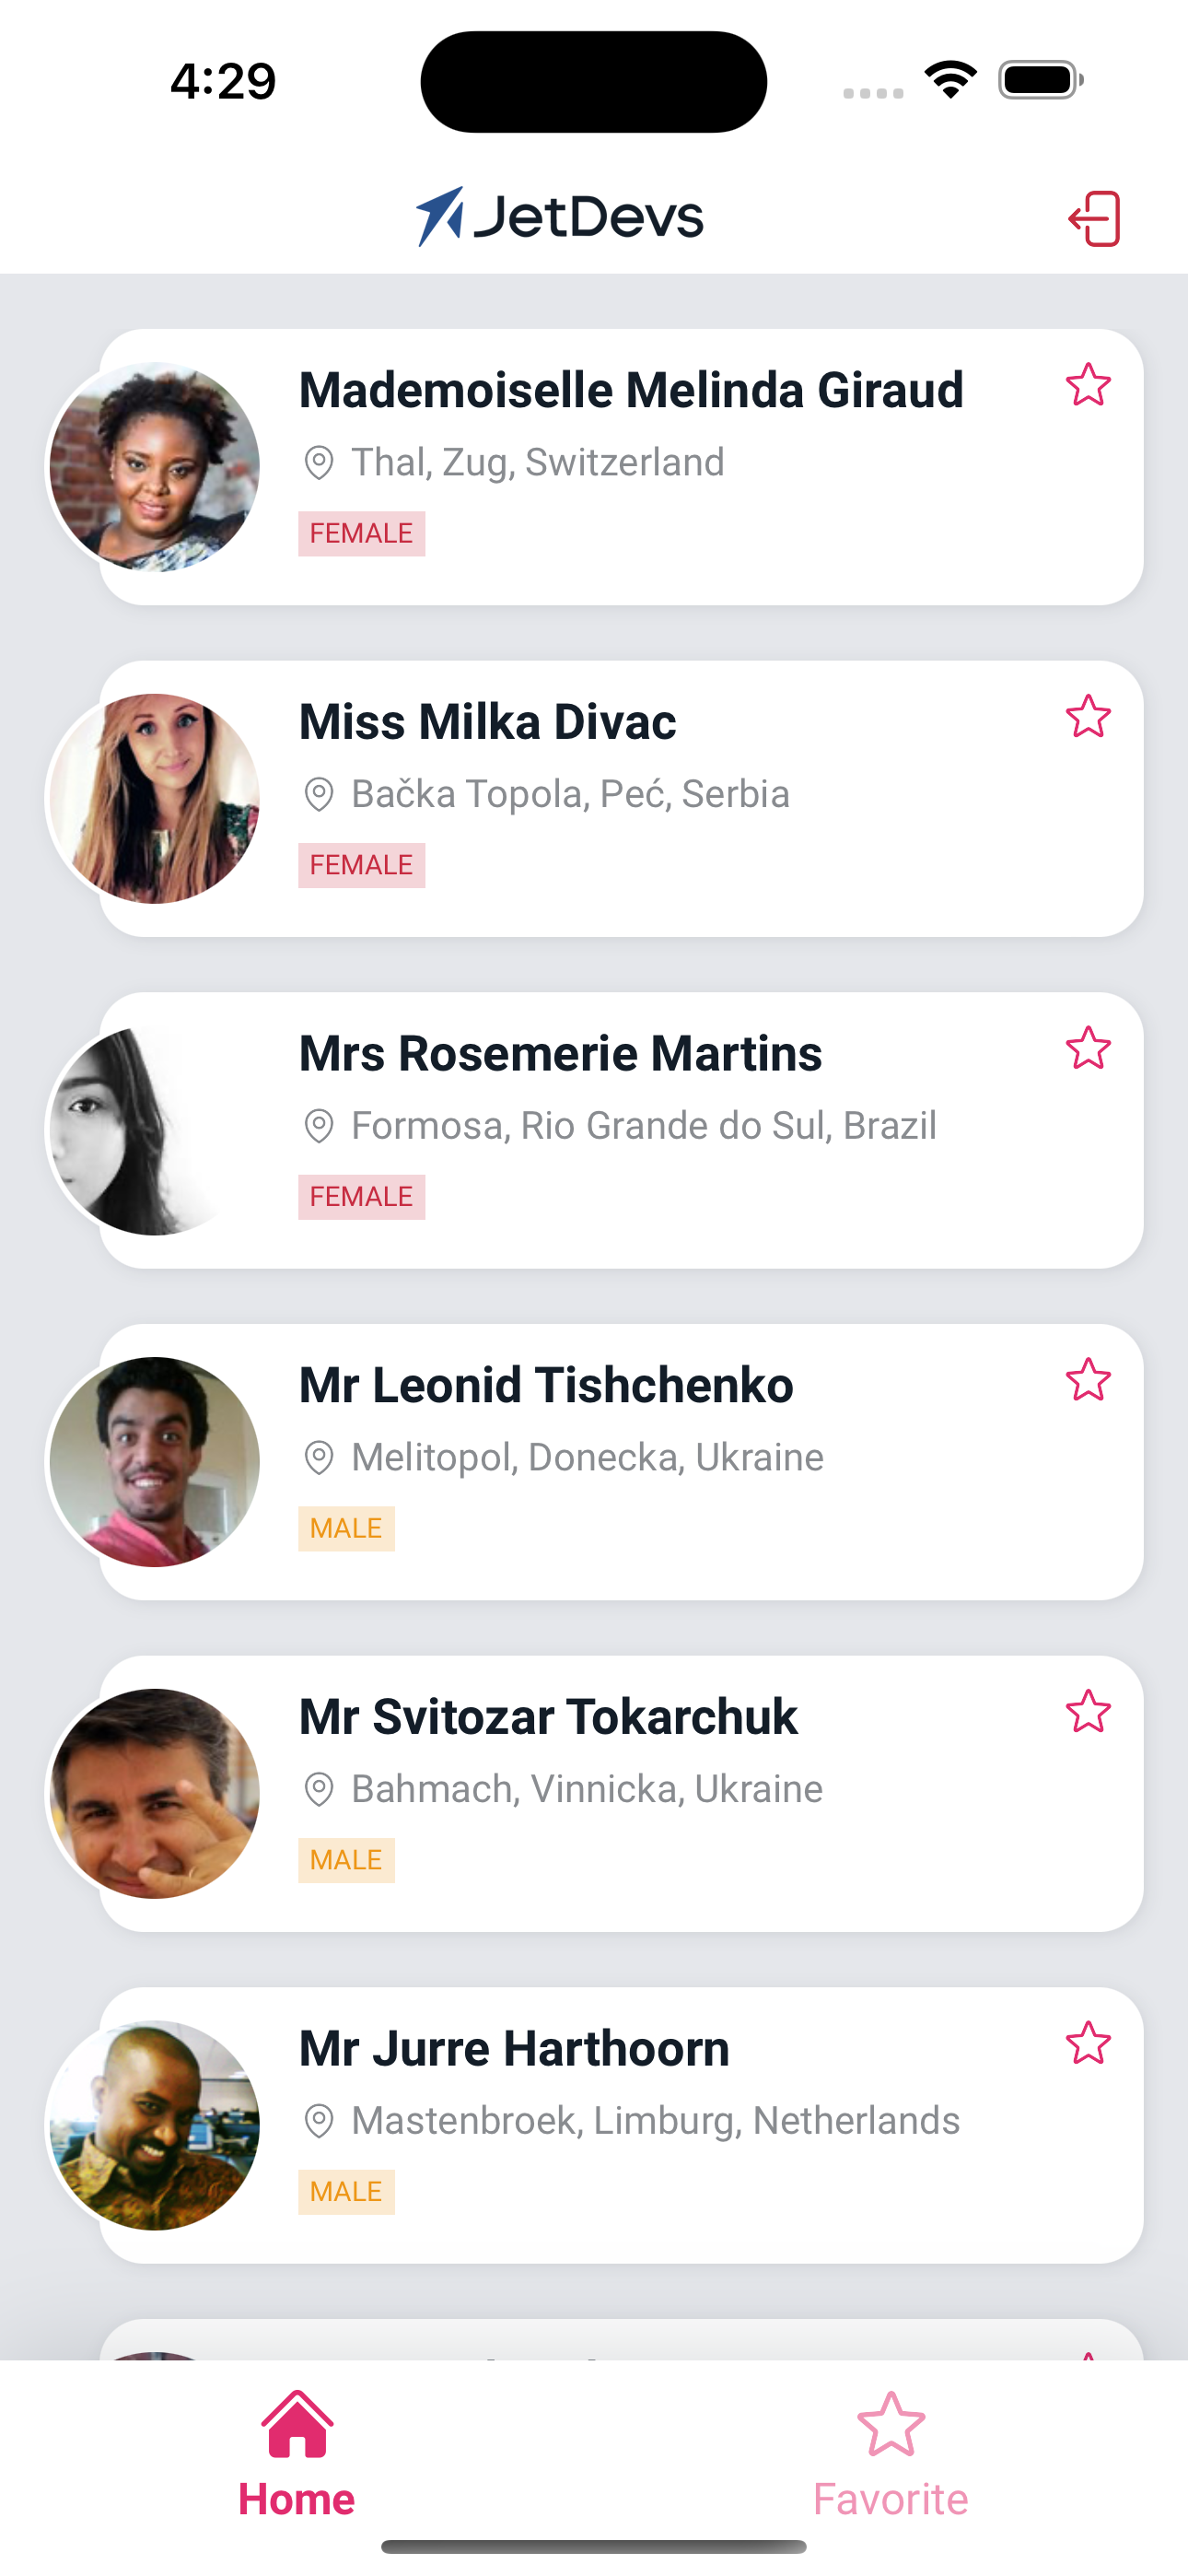 4:29
JetDevs
Mademoiselle Melinda Giraud
Thal, Zug, Switzerland
FEMALE
Miss Milka Divac
Bačka Topola, Peć, Serbia
FEMALE
Mrs Rosemerie Martins
Formosa, Rio Grande do Sul, Brazil
FEMALE
Mr Leonid Tishchenko
Melitopol, Donecka, Ukraine
MALE
Mr Svitozar Tokarchuk
Bahmach, Vinnicka, Ukraine
MALE
Mr Jurre Harthoorn
Mastenbroek, Limburg, Netherlands
MALE
Home
Favorite